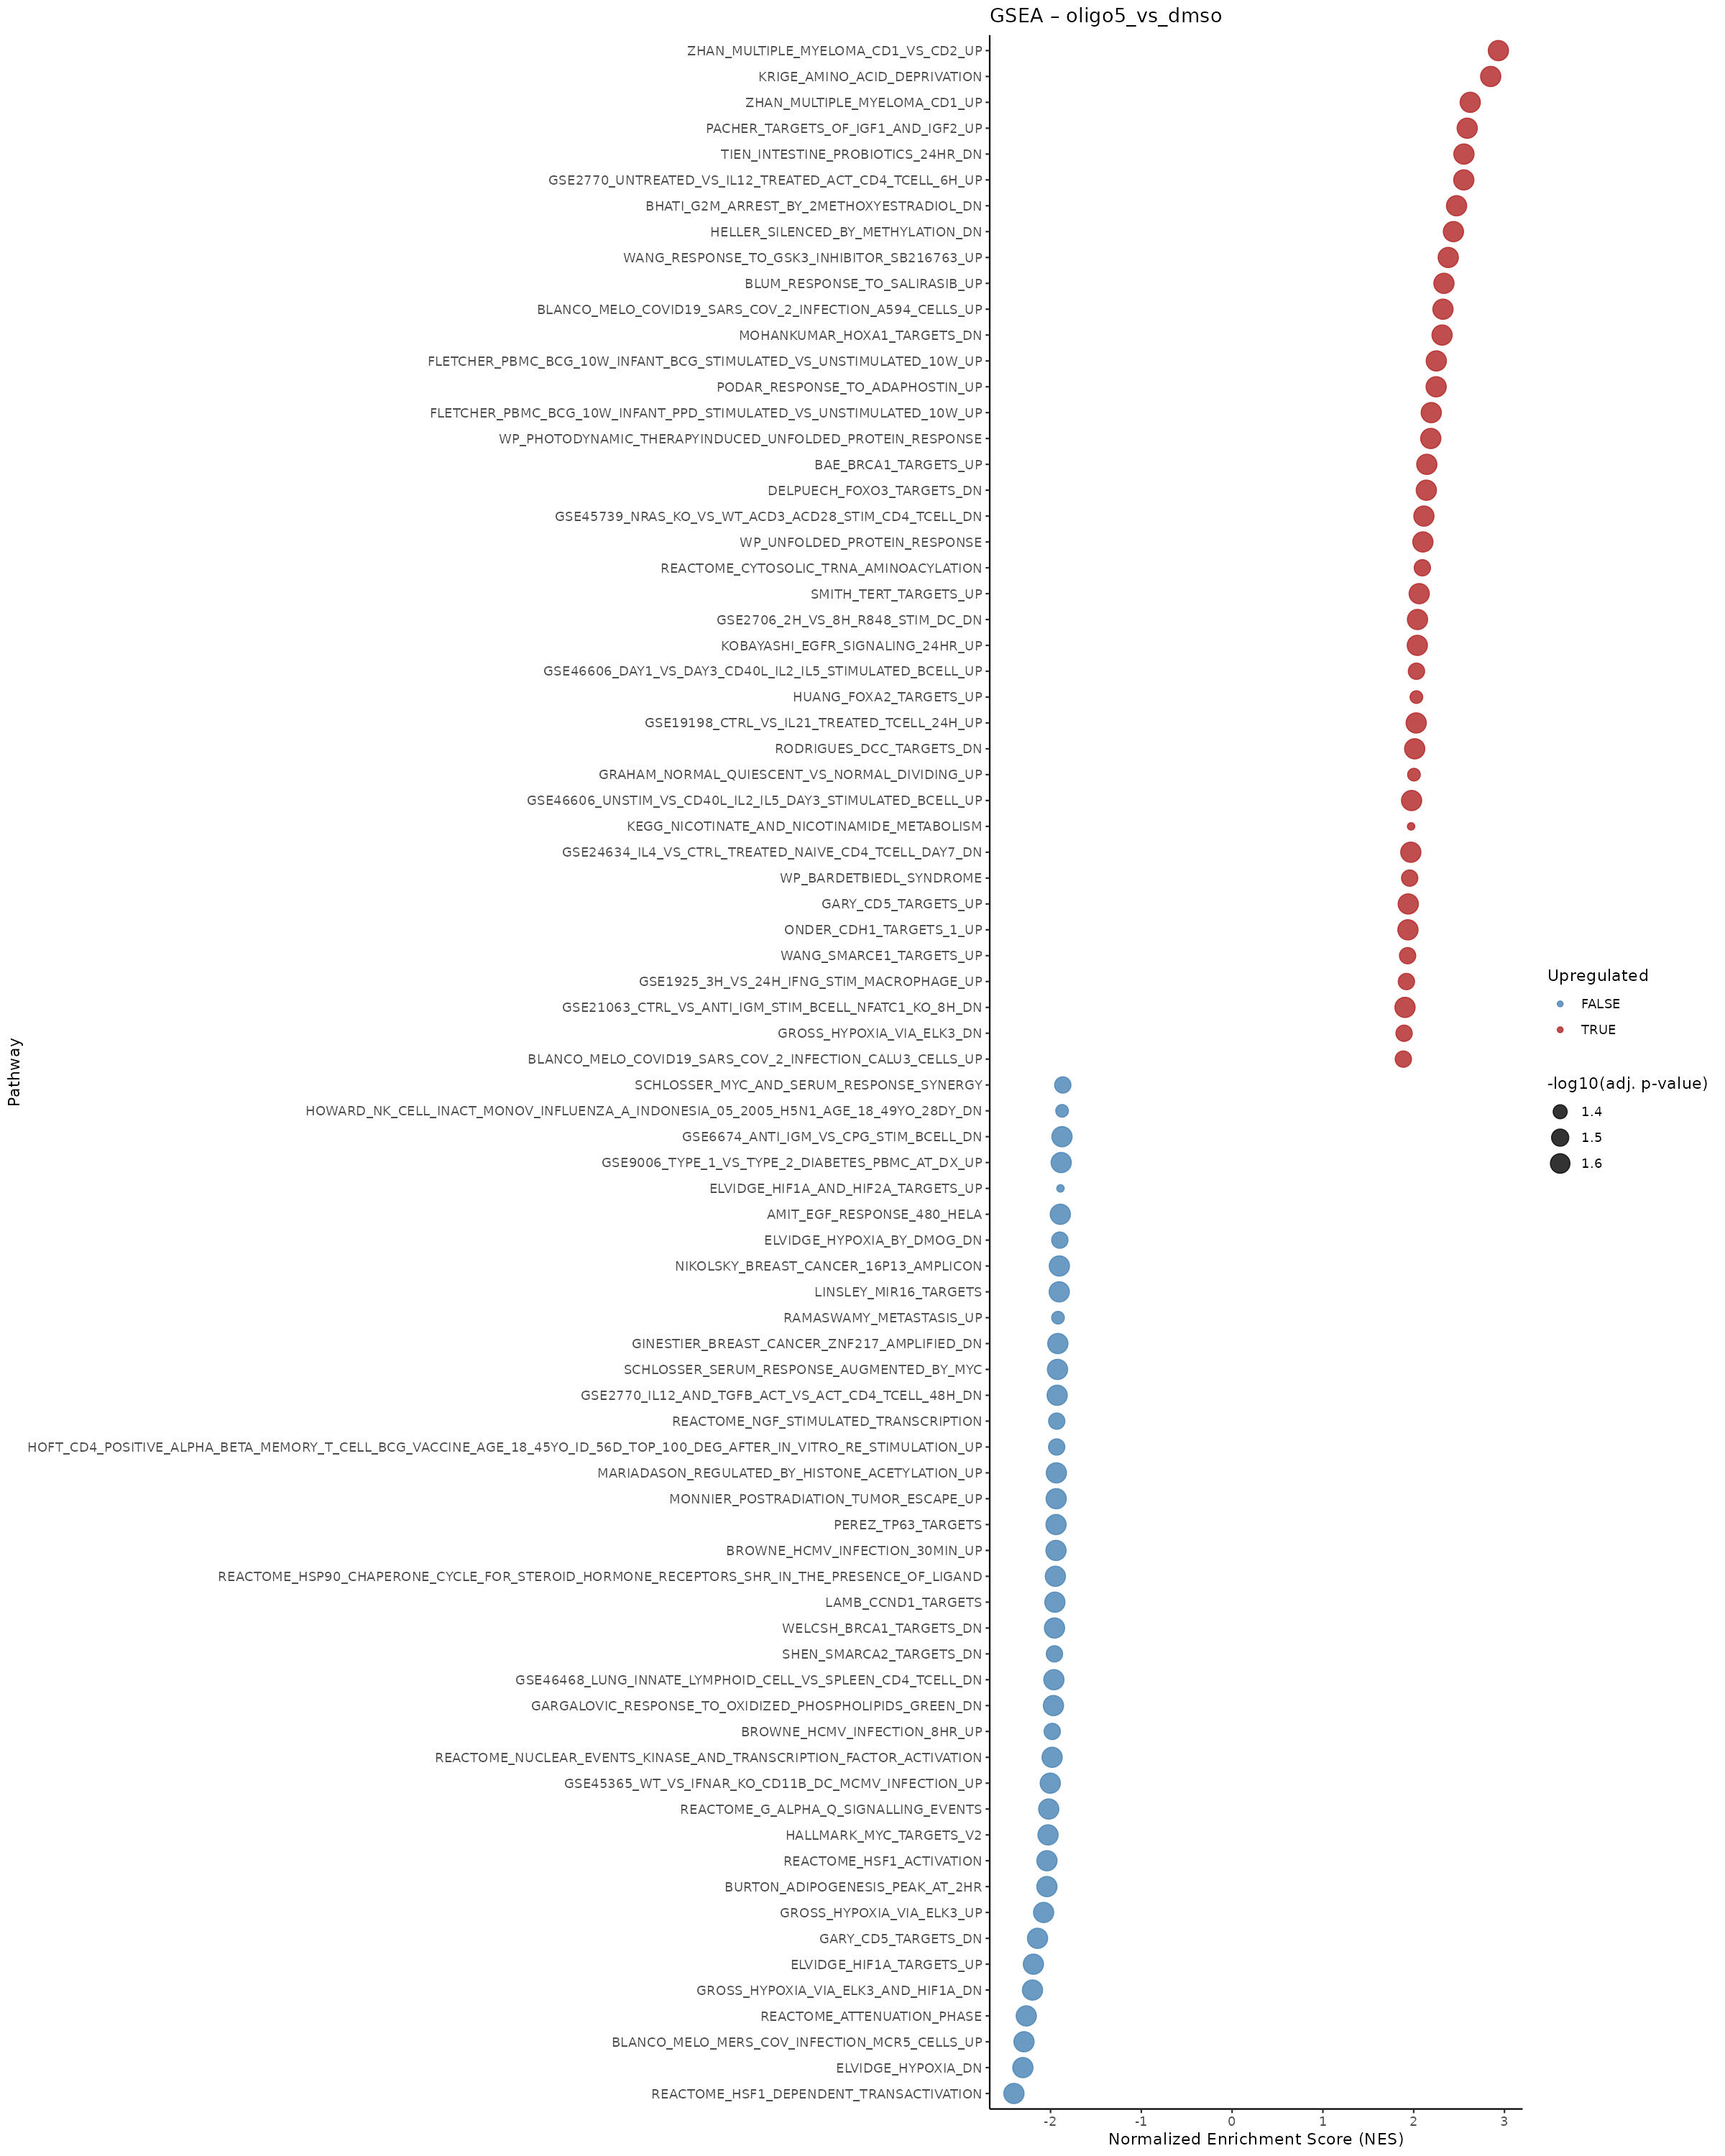 GSEA – oligo5_vs_dmso
ZHAN_MULTIPLE_MYELOMA_CD1_VS_CD2_UP
KRIGE_AMINO_ACID_DEPRIVATION
ZHAN_MULTIPLE_MYELOMA_CD1_UP
PACHER_TARGETS_OF_IGF1_AND_IGF2_UP
TIEN_INTESTINE_PROBIOTICS_24HR_DN
GSE2770_UNTREATED_VS_IL12_TREATED_ACT_CD4_TCELL_6H_UP
BHATI_G2M_ARREST_BY_2METHOXYESTRADIOL_DN
HELLER_SILENCED_BY_METHYLATION_DN
WANG_RESPONSE_TO_GSK3_INHIBITOR_SB216763_UP
BLUM_RESPONSE_TO_SALIRASIB_UP
BLANCO_MELO_COVID19_SARS_COV_2_INFECTION_A594_CELLS_UP
MOHANKUMAR_HOXA1_TARGETS_DN
FLETCHER_PBMC_BCG_10W_INFANT_BCG_STIMULATED_VS_UNSTIMULATED_10W_UP
PODAR_RESPONSE_TO_ADAPHOSTIN_UP
FLETCHER_PBMC_BCG_10W_INFANT_PPD_STIMULATED_VS_UNSTIMULATED_10W_UP
WP_PHOTODYNAMIC_THERAPYINDUCED_UNFOLDED_PROTEIN_RESPONSE
BAE_BRCA1_TARGETS_UP
DELPUECH_FOXO3_TARGETS_DN
GSE45739_NRAS_KO_VS_WT_ACD3_ACD28_STIM_CD4_TCELL_DN
WP_UNFOLDED_PROTEIN_RESPONSE
REACTOME_CYTOSOLIC_TRNA_AMINOACYLATION
SMITH_TERT_TARGETS_UP
GSE2706_2H_VS_8H_R848_STIM_DC_DN
KOBAYASHI_EGFR_SIGNALING_24HR_UP
GSE46606_DAY1_VS_DAY3_CD40L_IL2_IL5_STIMULATED_BCELL_UP
HUANG_FOXA2_TARGETS_UP
GSE19198_CTRL_VS_IL21_TREATED_TCELL_24H_UP
RODRIGUES_DCC_TARGETS_DN
GRAHAM_NORMAL_QUIESCENT_VS_NORMAL_DIVIDING_UP
GSE46606_UNSTIM_VS_CD40L_IL2_IL5_DAY3_STIMULATED_BCELL_UP
KEGG_NICOTINATE_AND_NICOTINAMIDE_METABOLISM
GSE24634_IL4_VS_CTRL_TREATED_NAIVE_CD4_TCELL_DAY7_DN
WP_BARDETBIEDL_SYNDROME
GARY_CD5_TARGETS_UP
ONDER_CDH1_TARGETS_1_UP
WANG_SMARCE1_TARGETS_UP
GSE1925_3H_VS_24H_IFNG_STIM_MACROPHAGE_UP
GSE21063_CTRL_VS_ANTI_IGM_STIM_BCELL_NFATC1_KO_8H_DN
GROSS_HYPOXIA_VIA_ELK3_DN
BLANCO_MELO_COVID19_SARS_COV_2_INFECTION_CALU3_CELLS_UP
SCHLOSSER_MYC_AND_SERUM_RESPONSE_SYNERGY
HOWARD_NK_CELL_INACT_MONOV_INFLUENZA_A_INDONESIA_05_2005_H5N1_AGE_18_49YO_28DY_DN
GSE6674_ANTI_IGM_VS_CPG_STIM_BCELL_DN
GSE9006_TYPE_1_VS_TYPE_2_DIABETES_PBMC_AT_DX_UP
ELVIDGE_HIF1A_AND_HIF2A_TARGETS_UP
AMIT_EGF_RESPONSE_480_HELA
ELVIDGE_HYPOXIA_BY_DMOG_DN
NIKOLSKY_BREAST_CANCER_16P13_AMPLICON
LINSLEY_MIR16_TARGETS
RAMASWAMY_METASTASIS_UP
GINESTIER_BREAST_CANCER_ZNF217_AMPLIFIED_DN
SCHLOSSER_SERUM_RESPONSE_AUGMENTED_BY_MYC
GSE2770_IL12_AND_TGFB_ACT_VS_ACT_CD4_TCELL_48H_DN
REACTOME_NGF_STIMULATED_TRANSCRIPTION
HOFT_CD4_POSITIVE_ALPHA_BETA_MEMORY_T_CELL_BCG_VACCINE_AGE_18_45YO_ID_56D_TOP_100_DEG_AFTER_IN_VITRO_RE_STIMULATION_UP
MARIADASON_REGULATED_BY_HISTONE_ACETYLATION_UP
MONNIER_POSTRADIATION_TUMOR_ESCAPE_UP
PEREZ_TP63_TARGETS
BROWNE_HCMV_INFECTION_30MIN_UP
REACTOME_HSP90_CHAPERONE_CYCLE_FOR_STEROID_HORMONE_RECEPTORS_SHR_IN_THE_PRESENCE_OF_LIGAND
LAMB_CCND1_TARGETS
WELCSH_BRCA1_TARGETS_DN
SHEN_SMARCA2_TARGETS_DN
GSE46468_LUNG_INNATE_LYMPHOID_CELL_VS_SPLEEN_CD4_TCELL_DN
GARGALOVIC_RESPONSE_TO_OXIDIZED_PHOSPHOLIPIDS_GREEN_DN
BROWNE_HCMV_INFECTION_8HR_UP
REACTOME_NUCLEAR_EVENTS_KINASE_AND_TRANSCRIPTION_FACTOR_ACTIVATION
GSE45365_WT_VS_IFNAR_KO_CD11B_DC_MCMV_INFECTION_UP
REACTOME_G_ALPHA_Q_SIGNALLING_EVENTS
HALLMARK_MYC_TARGETS_V2
REACTOME_HSF1_ACTIVATION
BURTON_ADIPOGENESIS_PEAK_AT_2HR
GROSS_HYPOXIA_VIA_ELK3_UP
GARY_CD5_TARGETS_DN
ELVIDGE_HIF1A_TARGETS_UP
GROSS_HYPOXIA_VIA_ELK3_AND_HIF1A_DN
REACTOME_ATTENUATION_PHASE
BLANCO_MELO_MERS_COV_INFECTION_MCR5_CELLS_UP
ELVIDGE_HYPOXIA_DN
REACTOME_HSF1_DEPENDENT_TRANSACTIVATION
-2 -1 0 1 2 3
Normalized Enrichment Score (NES)
Pathway
Upregulated
FALSE
TRUE
-log10(adj. p-value)
1.4
1.5
1.6